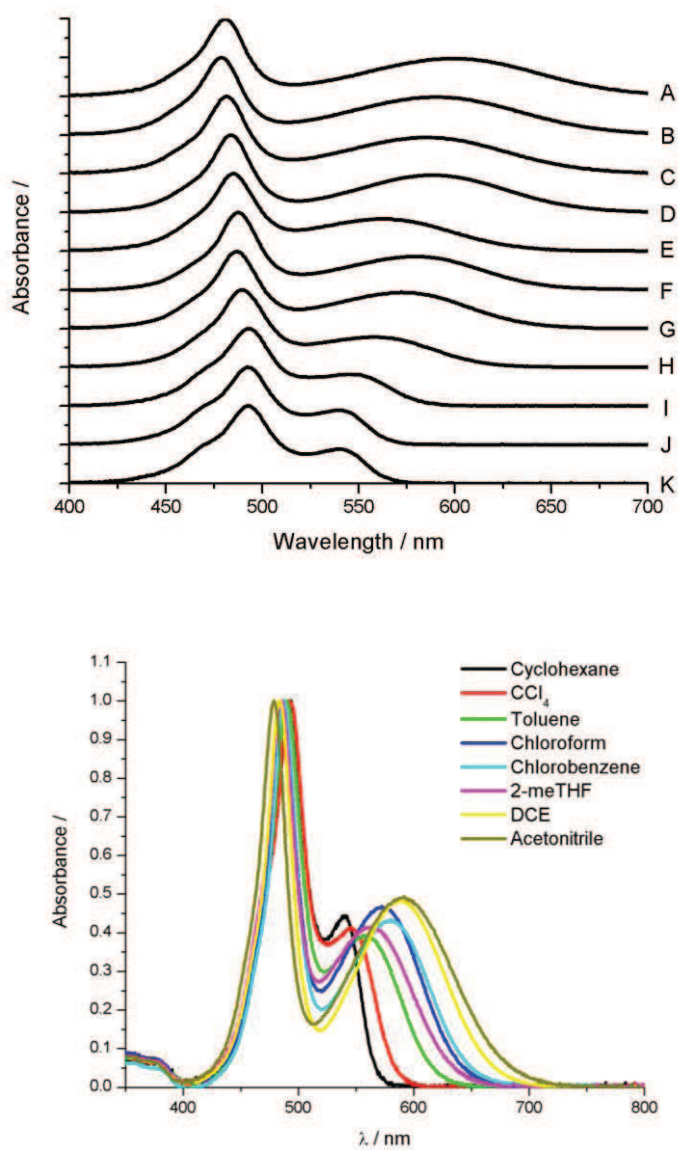 Absorbance /
A
B
C
D
E
F
G
H
I
J
K
400 450 500 550 600 650 700
Wavelength / nm
1.1
1.0
0.9
0.8
0.7
0.6
0.5
0.4
0.3
0.2
0.1
0.0
Absorbance /
Cyclohexane
CCl₄
Toluene
Chloroform
Chlorobenzene
2-meTHF
DCE
Acetonitrile
400 500 600 700 800
λ / nm